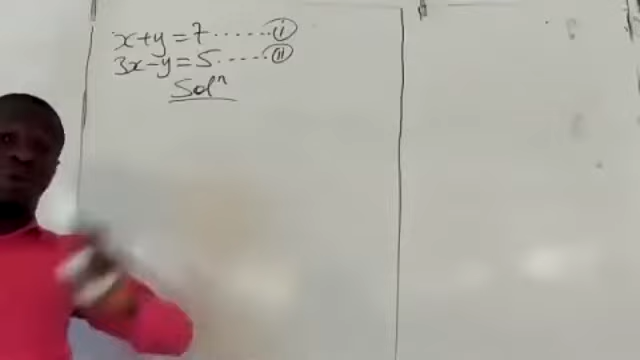 x+y=7......(i)
3x-y=5.....(ii)
Solⁿ